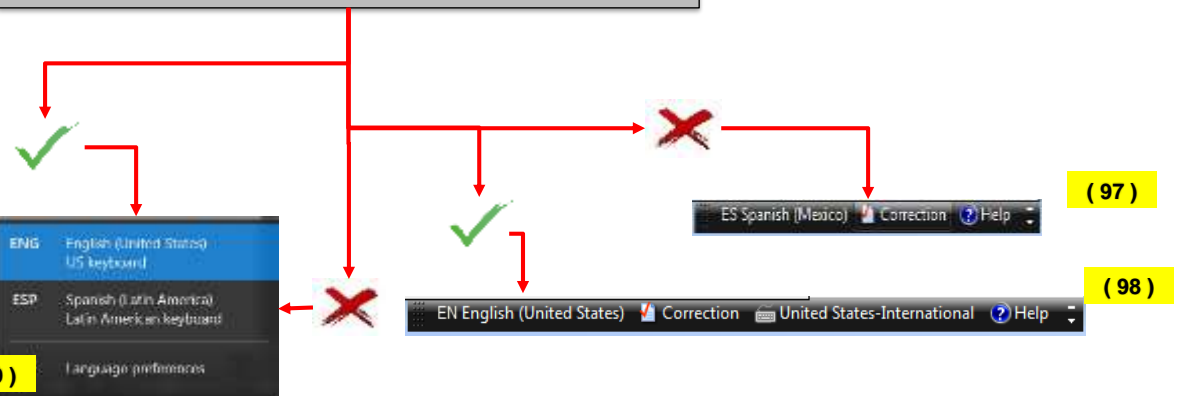 ( 97 )
ES Spanish (Mexico) Correction Help
ENG English (United States)
US keyboard
ESP Spanish (Latin America)
Latin American keyboard
Language preferences
( 98 )
EN English (United States) Correction United States-International Help
)